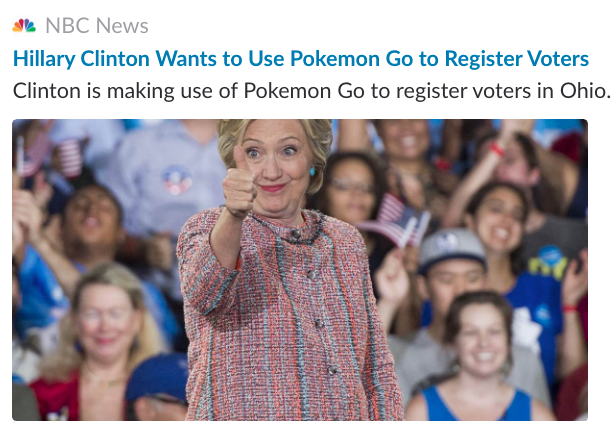 NBC News
Hillary Clinton Wants to Use Pokemon Go to Register Voters
Clinton is making use of Pokemon Go to register voters in Ohio.